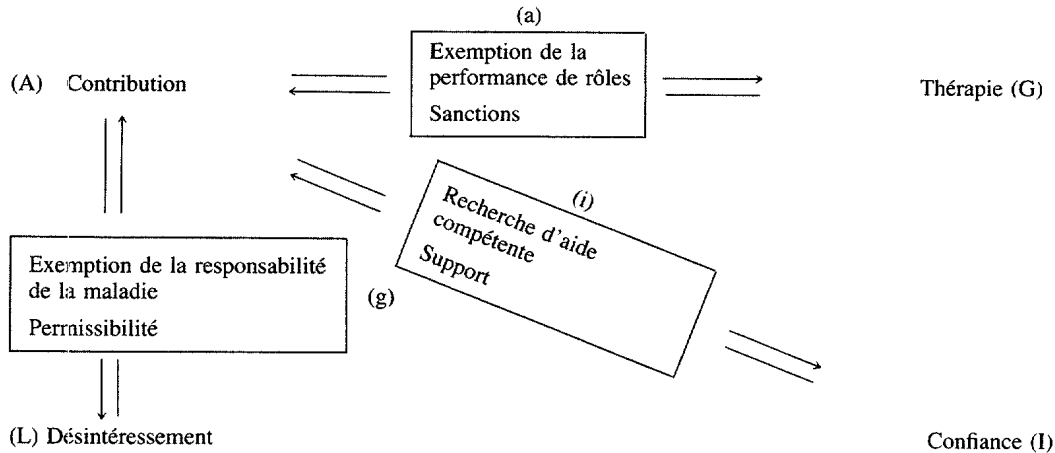 (a)
Exemption de la
performance de rôles
Sanctions
(A) Contribution
Thérapie (G)
(i)
Recherche d'aide
compétente
Support
Exemption de la responsabilité
de la maladie
Permissibilité
(g)
(L) Désintéressement
Confiance (I)